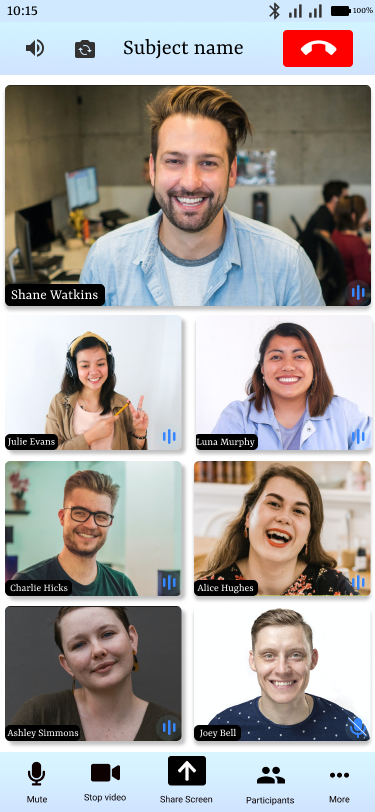 10:15
100%
Subject name
Shane Watkins
Julie Evans
Luna Murphy
Charlie Hicks
Alice Hughes
Ashley Simmons
Joey Bell
Mute
Stop video
Share Screen
Participants
More